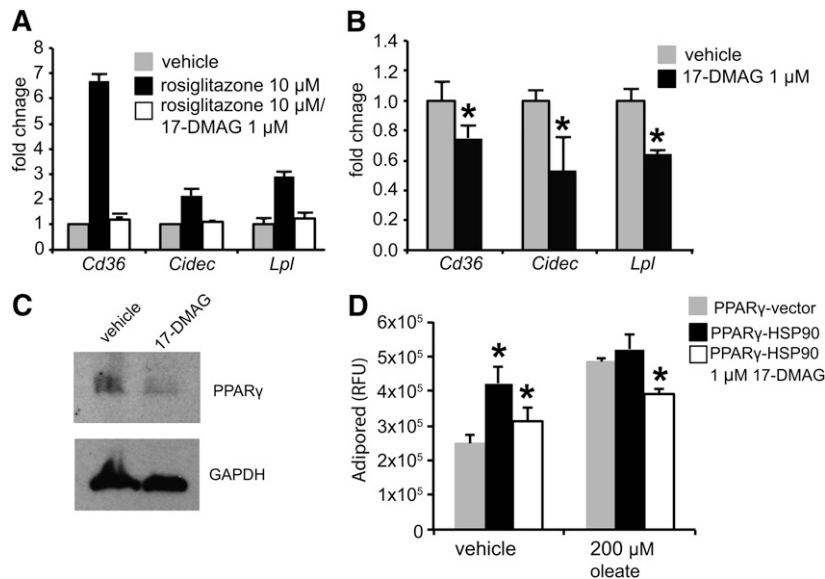 A
fold chnage
8
7
6
5
4
3
2
1
0
vehicle
rosiglitazone 10 µM
rosiglitazone 10 µM/
17-DMAG 1 µM
Cd36 Cidec Lpl
B
fold chnage
1.4
1.2
1.0
0.8
0.6
0.4
0.2
0.0
vehicle
17-DMAG 1 µM
* * *
Cd36 Cidec Lpl
C
vehicle 17-DMAG
PPARγ
GAPDH
D
Adipored (RFU)
6x10⁵
5x10⁵
4x10⁵
3x10⁵
2x10⁵
1x10⁵
0
PPARγ-vector
PPARγ-HSP90
PPARγ-HSP90
1 µM 17-DMAG
* * *
vehicle 200 µM
oleate